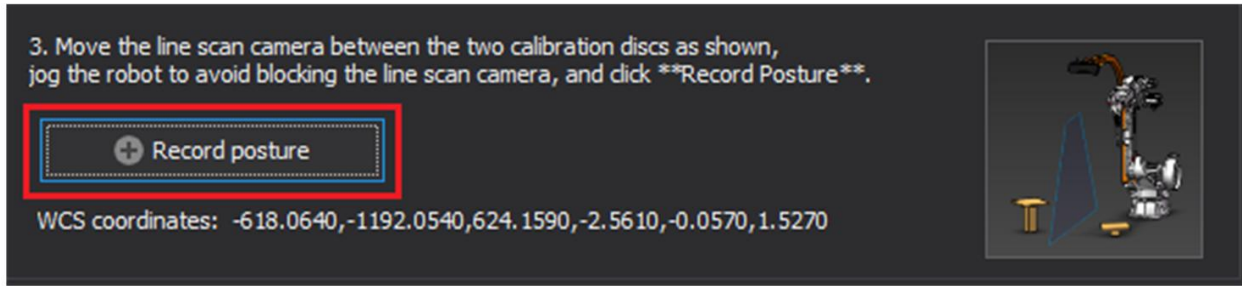 3. Move the line scan camera between the two calibration discs as shown,
jog the robot to avoid blocking the line scan camera, and click **Record Posture**.
Record posture
WCS coordinates: -618.0640,-1192.0540,624.1590,-2.5610,-0.0570,1.5270